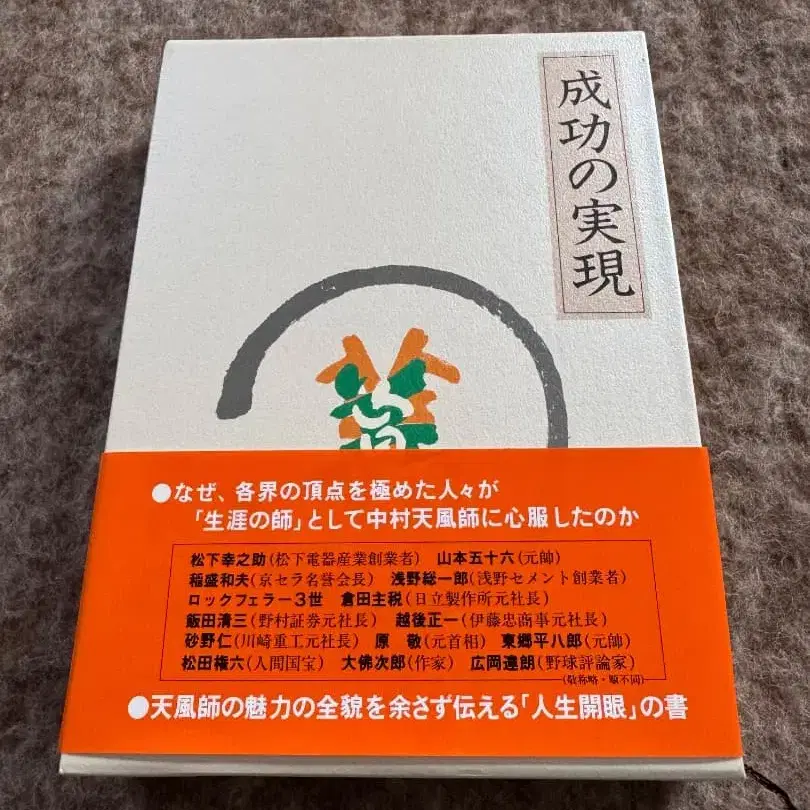 成功の実現
●なぜ、各界の頂点を極めた人々が
「生涯の師」として中村天風師に心服したのか
松下幸之助(松下電器産業創業者) 山本五十六(元帥)
稲盛和夫(京セラ名誉会長) 浅野総一郎(浅野セメント創業者)
ロックフェラー3世 倉田主税(日立製作所元社長)
飯田清三(野村証券元社長) 越後正一(伊藤忠商事元社長)
砂野仁(川崎重工元社長) 原 敬(元首相) 東郷平八郎(元帥)
松田権六(人間国宝) 大佛次郎(作家) 広岡達朗(野球評論家)
(敬称略・順不同)
●天風師の魅力の全貌を余さず伝える「人生開眼」の書